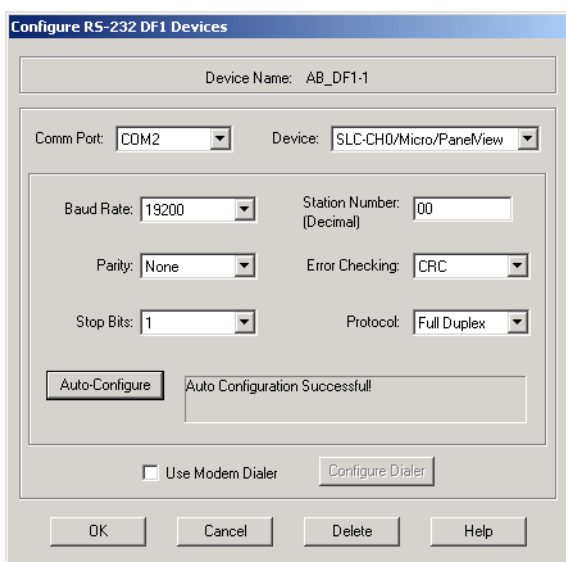 Configure RS-232 DF1 Devices
Device Name: AB_DF1-1
Comm Port: COM2 Device: SLC-CH0/Micro/PanelView
Baud Rate: 19200 Station Number: 00
(Decimal)
Parity: None Error Checking: CRC
Stop Bits: 1 Protocol: Full Duplex
Auto-Configure Auto Configuration Successful!
Use Modem Dialer Configure Dialer
OK Cancel Delete Help